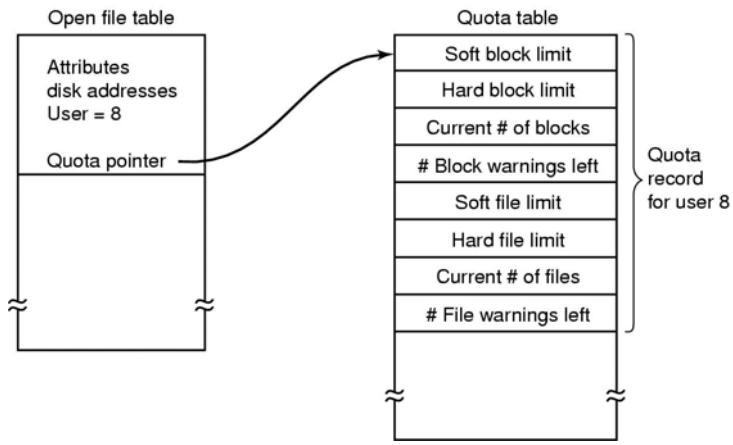 Open file table
Attributes
disk addresses
User = 8
Quota pointer
Quota table
Soft block limit
Hard block limit
Current # of blocks
# Block warnings left
Soft file limit
Hard file limit
Current # of files
# File warnings left
Quota
record
for user 8